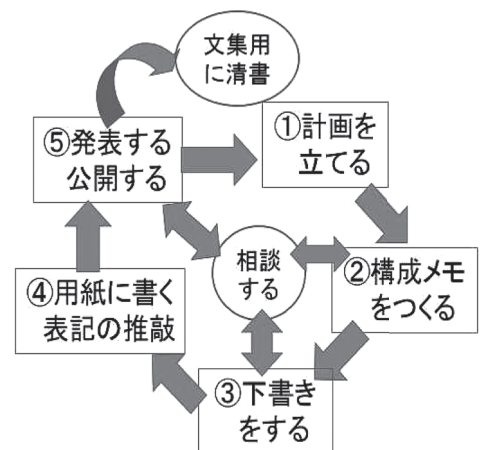 文集用
に清書
①計画を
立てる
②構成メモ
をつくる
③下書き
をする
④用紙に書く
表記の推敲
⑤発表する
公開する
相談
する